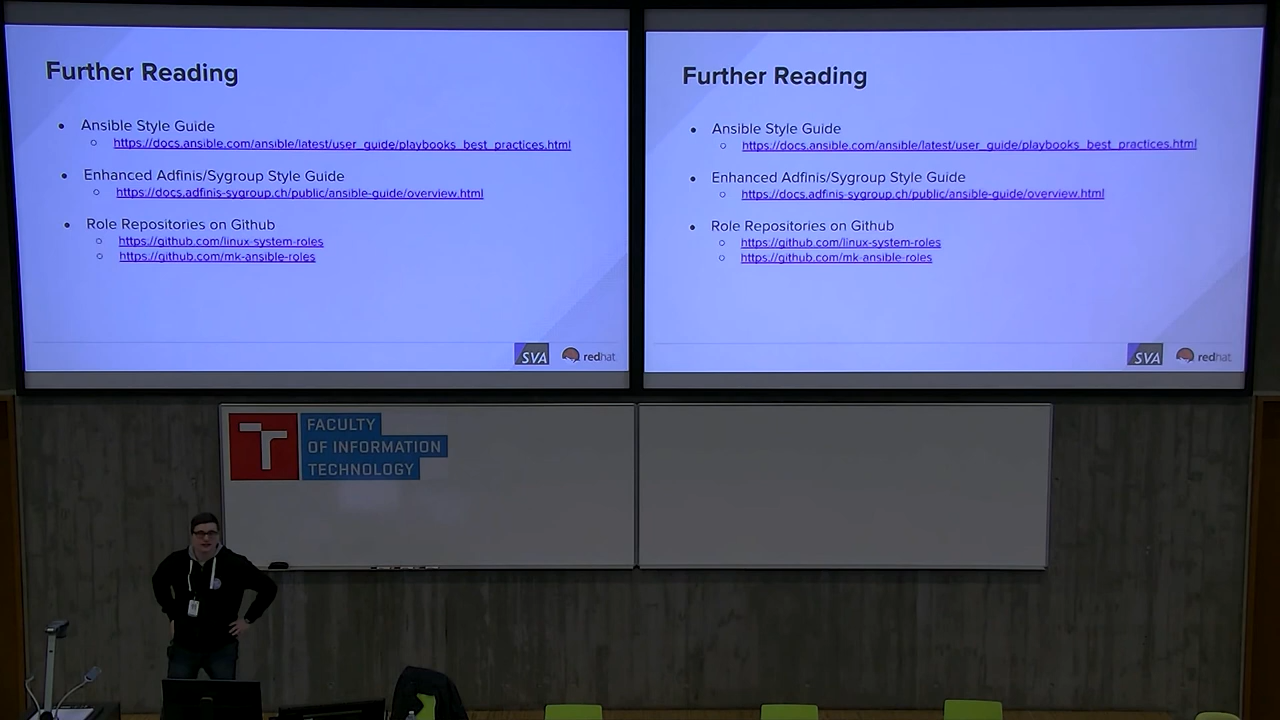 Further Reading
Ansible Style Guide
https://docs.ansible.com/ansible/latest/user_guide/playbooks_best_practices.html
Enhanced Adfinis/Sygroup Style Guide
https://docs.adfinis-sygroup.ch/public/ansible-guide/overview.html
Role Repositories on Github
https://github.com/linux-system-roles
https://github.com/mk-ansible-roles
SVA redhat
Further Reading
Ansible Style Guide
https://docs.ansible.com/ansible/latest/user_guide/playbooks_best_practices.html
Enhanced Adfinis/Sygroup Style Guide
https://docs.adfinis-sygroup.ch/public/ansible-guide/overview.html
Role Repositories on Github
https://github.com/linux-system-roles
https://github.com/mk-ansible-roles
SVA redhat
T FACULTY
OF INFORMATION
TECHNOLOGY